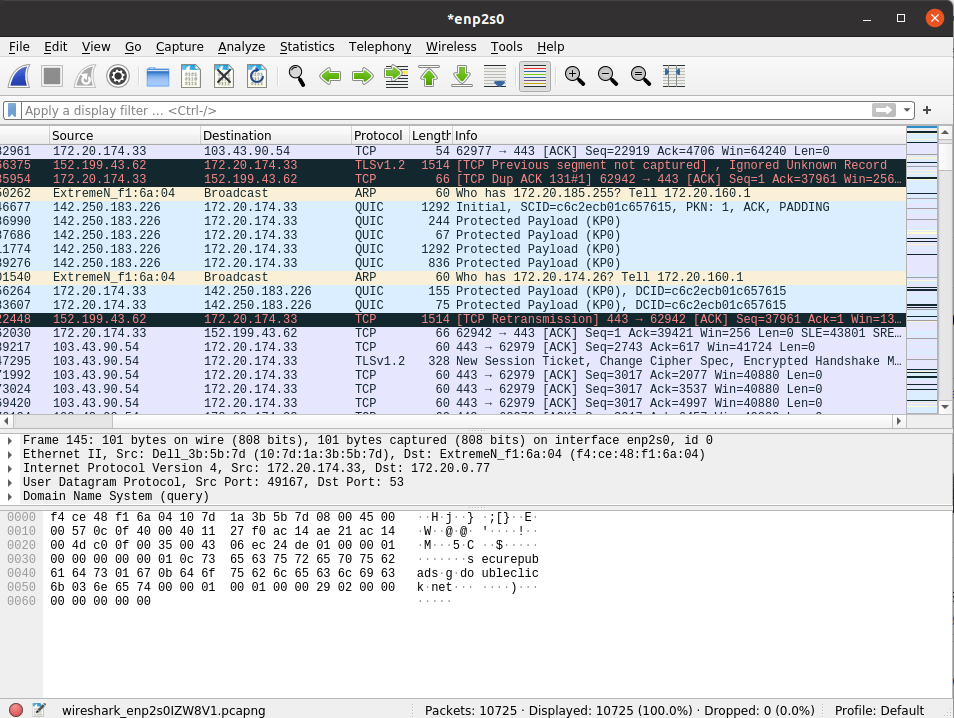 *enp2s0
File Edit View Go Capture Analyze Statistics Telephony Wireless Tools Help
Apply a display filter ... <Ctrl-/>
Source Destination Protocol Length Info
32961 172.20.174.33 103.43.90.54 TCP 54 62977 → 443 [ACK] Seq=22919 Ack=4706 Win=64240 Len=0
56375 152.199.43.62 172.20.174.33 TLSv1.2 1514 [TCP Previous segment not captured] , Ignored Unknown Record
35954 172.20.174.33 152.199.43.62 TCP 66 [TCP Dup ACK 131#1] 62942 → 443 [ACK] Seq=1 Ack=37961 Win=256…
50262 ExtremeN_f1:6a:04 Broadcast ARP 60 Who has 172.20.185.255? Tell 172.20.160.1
46677 142.250.183.226 172.20.174.33 QUIC 1292 Initial, SCID=c6c2ecb01c657615, PKN: 1, ACK, PADDING
36990 142.250.183.226 172.20.174.33 QUIC 244 Protected Payload (KP0)
37686 142.250.183.226 172.20.174.33 QUIC 67 Protected Payload (KP0)
11774 142.250.183.226 172.20.174.33 QUIC 1292 Protected Payload (KP0)
39276 142.250.183.226 172.20.174.33 QUIC 836 Protected Payload (KP0)
01540 ExtremeN_f1:6a:04 Broadcast ARP 60 Who has 172.20.174.26? Tell 172.20.160.1
56264 172.20.174.33 142.250.183.226 QUIC 155 Protected Payload (KP0), DCID=c6c2ecb01c657615
33607 172.20.174.33 142.250.183.226 QUIC 75 Protected Payload (KP0), DCID=c6c2ecb01c657615
22448 152.199.43.62 172.20.174.33 TCP 1514 [TCP Retransmission] 443 → 62942 [ACK] Seq=37961 Ack=1 Win=13…
62030 172.20.174.33 152.199.43.62 TCP 66 62942 → 443 [ACK] Seq=1 Ack=39421 Win=256 Len=0 SLE=43801 SRE…
39217 103.43.90.54 172.20.174.33 TCP 60 443 → 62979 [ACK] Seq=2743 Ack=617 Win=41724 Len=0
47295 103.43.90.54 172.20.174.33 TLSv1.2 328 New Session Ticket, Change Cipher Spec, Encrypted Handshake M…
71992 103.43.90.54 172.20.174.33 TCP 60 443 → 62979 [ACK] Seq=3017 Ack=2077 Win=40880 Len=0
73024 103.43.90.54 172.20.174.33 TCP 60 443 → 62979 [ACK] Seq=3017 Ack=3537 Win=40880 Len=0
69420 103.43.90.54 172.20.174.33 TCP 60 443 → 62979 [ACK] Seq=3017 Ack=4997 Win=40880 Len=0
Frame 145: 101 bytes on wire (808 bits), 101 bytes captured (808 bits) on interface enp2s0, id 0
Ethernet II, Src: Dell_3b:5b:7d (10:7d:1a:3b:5b:7d), Dst: ExtremeN_f1:6a:04 (f4:ce:48:f1:6a:04)
Internet Protocol Version 4, Src: 172.20.174.33, Dst: 172.20.0.77
User Datagram Protocol, Src Port: 49167, Dst Port: 53
Domain Name System (query)
0000 f4 ce 48 f1 6a 04 10 7d 1a 3b 5b 7d 08 00 45 00 ··H·j··} ·;[}··E·
0010 00 57 0c 0f 40 00 40 11 27 f0 ac 14 ae 21 ac 14 ·W··@·@· '····!··
0020 00 4d c0 0f 00 35 00 43 06 ec 24 de 01 00 00 01 ·M···5·C ··$·····
0030 00 00 00 00 00 01 0c 73 65 63 75 72 65 70 75 62 ·······s ecurepub
0040 61 64 73 01 67 0b 64 6f 75 62 6c 65 63 6c 69 63 ads·g·do ubleclic
0050 6b 03 6e 65 74 00 00 01 00 01 00 00 29 02 00 00 k·net··· ····)···
0060 00 00 00 00 00 ·····
wireshark_enp2s0IZW8V1.pcapng Packets: 10725 · Displayed: 10725 (100.0%) · Dropped: 0 (0.0%) Profile: Default